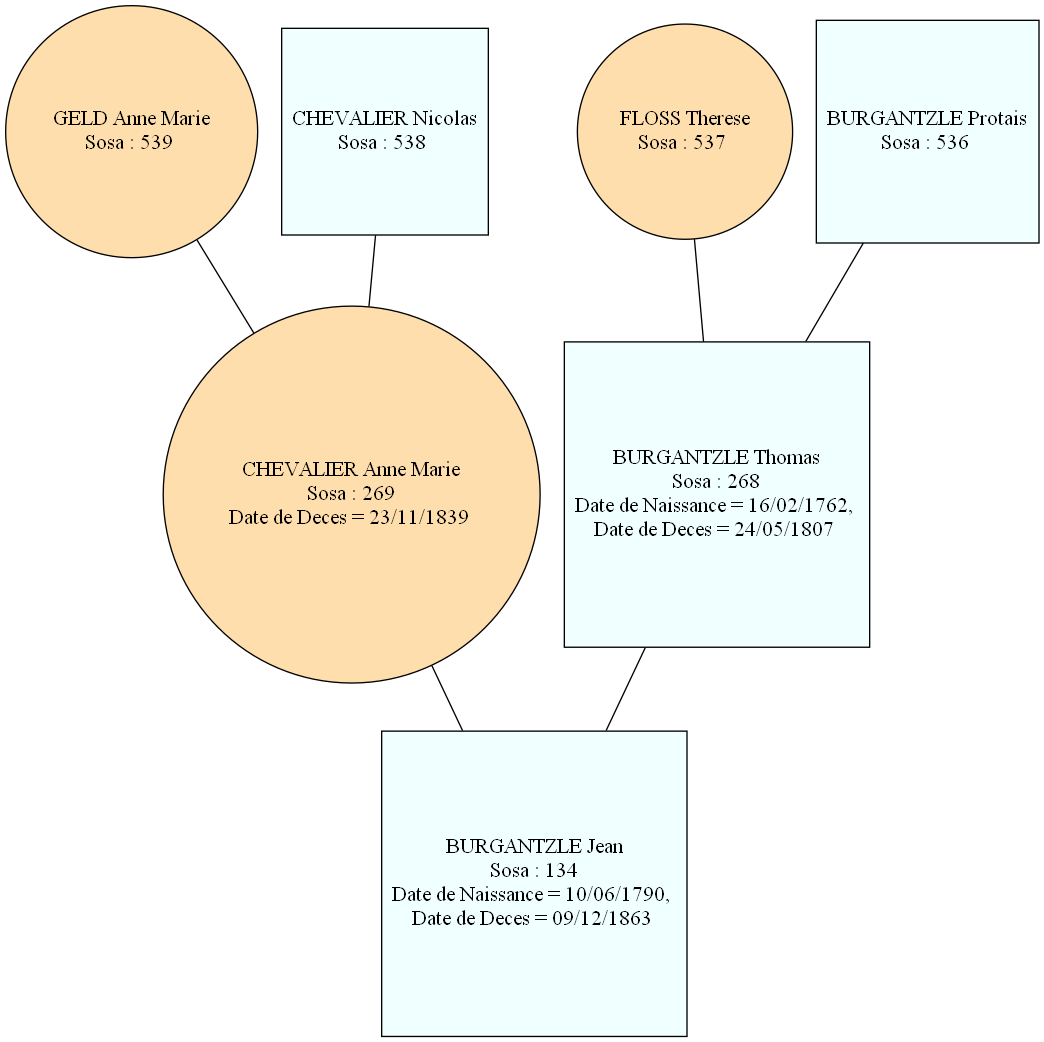 GELD Anne Marie
Sosa : 539
CHEVALIER Nicolas
Sosa : 538
FLOSS Therese
Sosa : 537
BURGANTZLE Protais
Sosa : 536
CHEVALIER Anne Marie
Sosa : 269
Date de Deces = 23/11/1839
BURGANTZLE Thomas
Sosa : 268
Date de Naissance = 16/02/1762,
Date de Deces = 24/05/1807
BURGANTZLE Jean
Sosa : 134
Date de Naissance = 10/06/1790,
Date de Deces = 09/12/1863